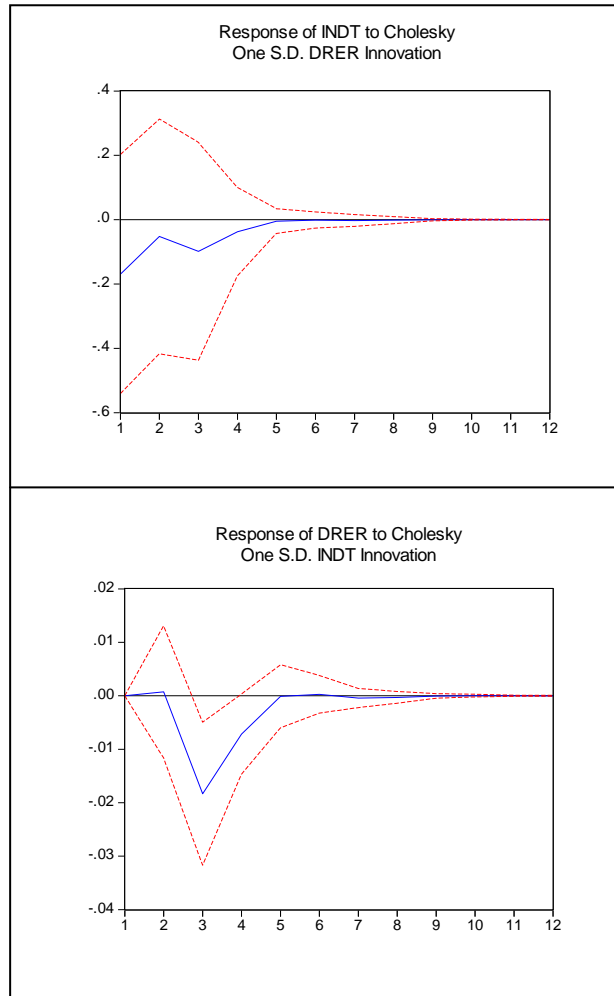 Response of INDT to Cholesky
One S.D. DRER Innovation
.4
.2
.0
-.2
-.4
-.6
1 2 3 4 5 6 7 8 9 10 11 12
Response of DRER to Cholesky
One S.D. INDT Innovation
.02
.01
.00
-.01
-.02
-.03
-.04
1 2 3 4 5 6 7 8 9 10 11 12